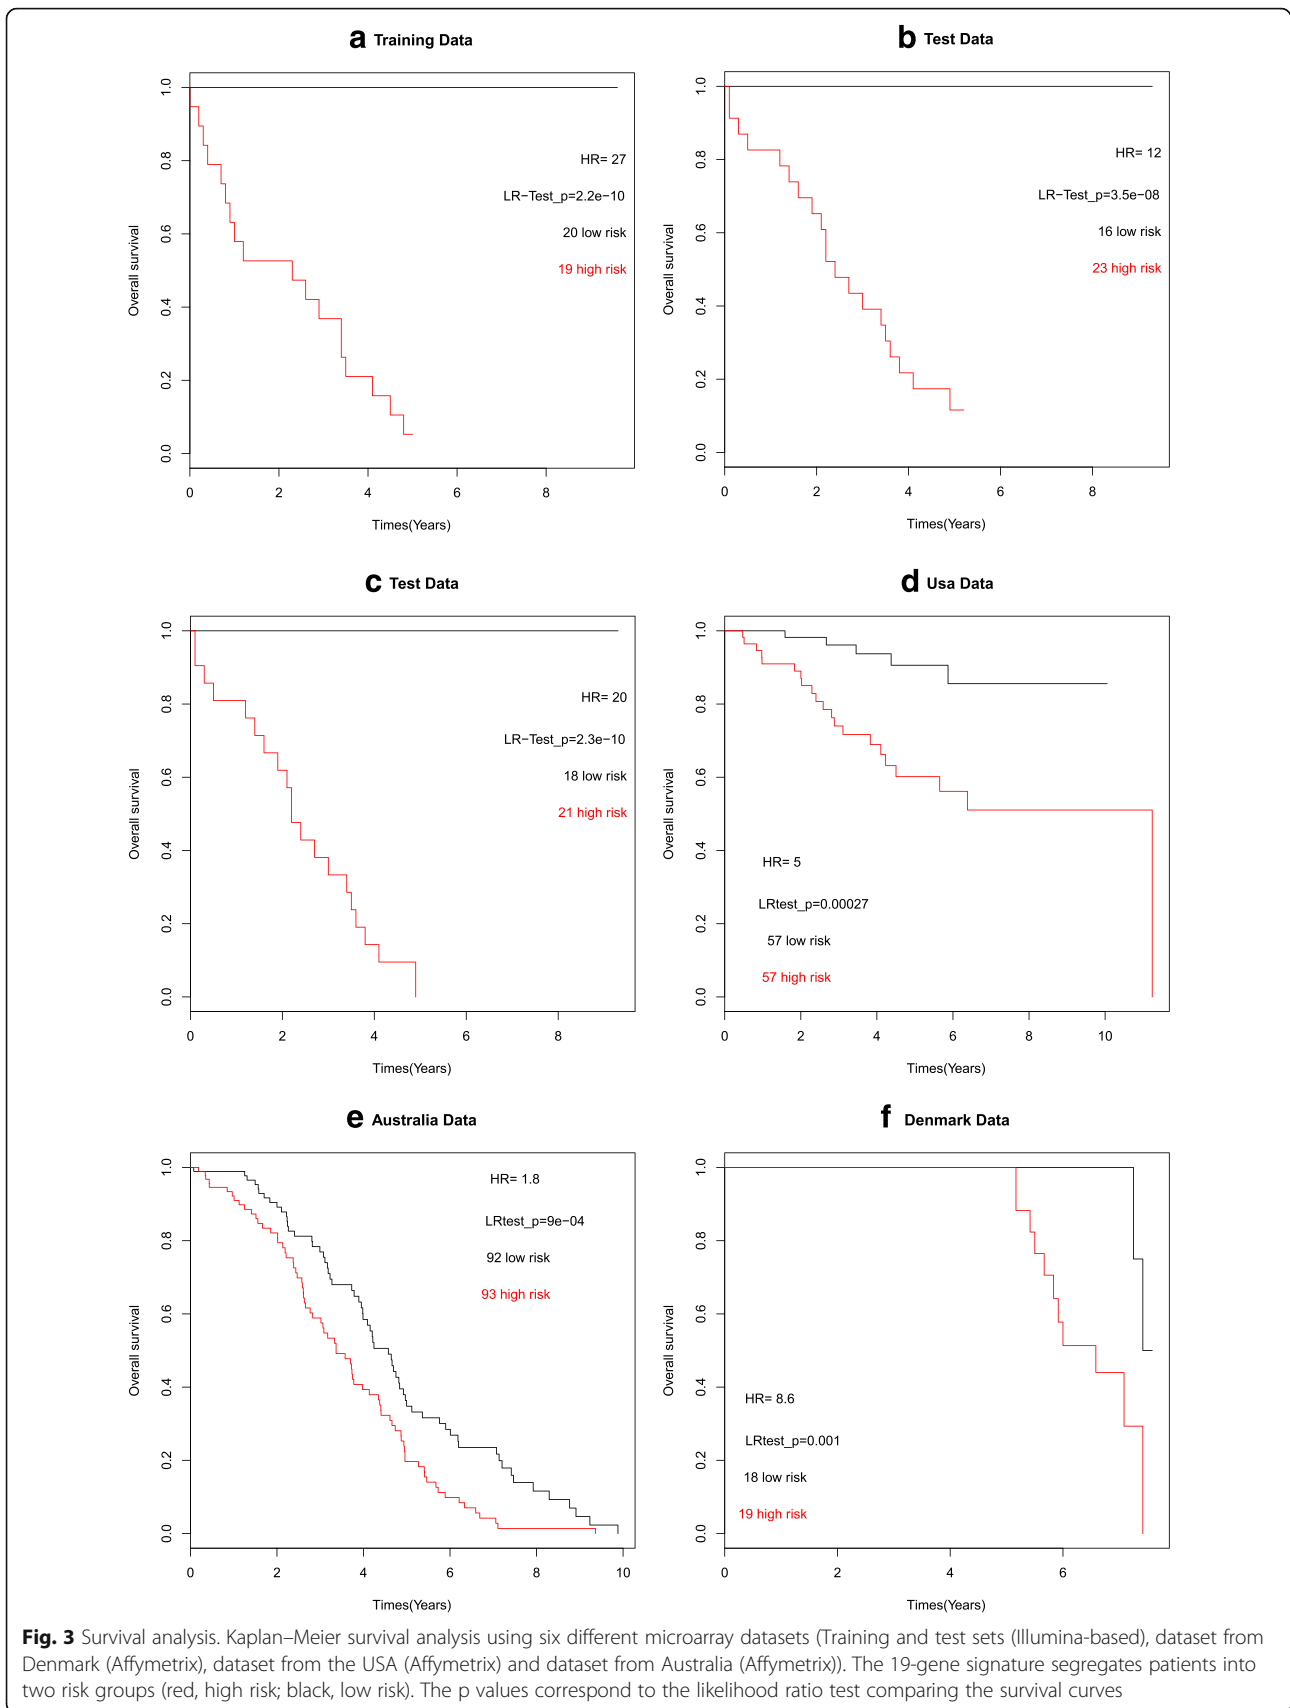 a Training Data
1.0
0.8
0.6
0.4
0.2
0.0
Overall survival
HR= 27
LR−Test_p=2.2e−10
20 low risk
19 high risk
0 2 4 6 8
Times(Years)
b Test Data
1.0
0.8
0.6
0.4
0.2
0.0
Overall survival
HR= 12
LR−Test_p=3.5e−08
16 low risk
23 high risk
0 2 4 6 8
Times(Years)
c Test Data
1.0
0.8
0.6
0.4
0.2
0.0
Overall survival
HR= 20
LR−Test_p=2.3e−10
18 low risk
21 high risk
0 2 4 6 8
Times(Years)
d Usa Data
1.0
0.8
0.6
0.4
0.2
0.0
Overall survival
HR= 5
LRtest_p=0.00027
57 low risk
57 high risk
0 2 4 6 8 10
Times(Years)
e Australia Data
1.0
0.8
0.6
0.4
0.2
0.0
Overall survival
HR= 1.8
LRtest_p=9e−04
92 low risk
93 high risk
0 2 4 6 8 10
Times(Years)
f Denmark Data
1.0
0.8
0.6
0.4
0.2
0.0
Overall survival
HR= 8.6
LRtest_p=0.001
18 low risk
19 high risk
0 2 4 6
Times(Years)
Fig. 3 Survival analysis. Kaplan–Meier survival analysis using six different microarray datasets (Training and test sets (Illumina-based), dataset from
Denmark (Affymetrix), dataset from the USA (Affymetrix) and dataset from Australia (Affymetrix)). The 19-gene signature segregates patients into
two risk groups (red, high risk; black, low risk). The p values correspond to the likelihood ratio test comparing the survival curves